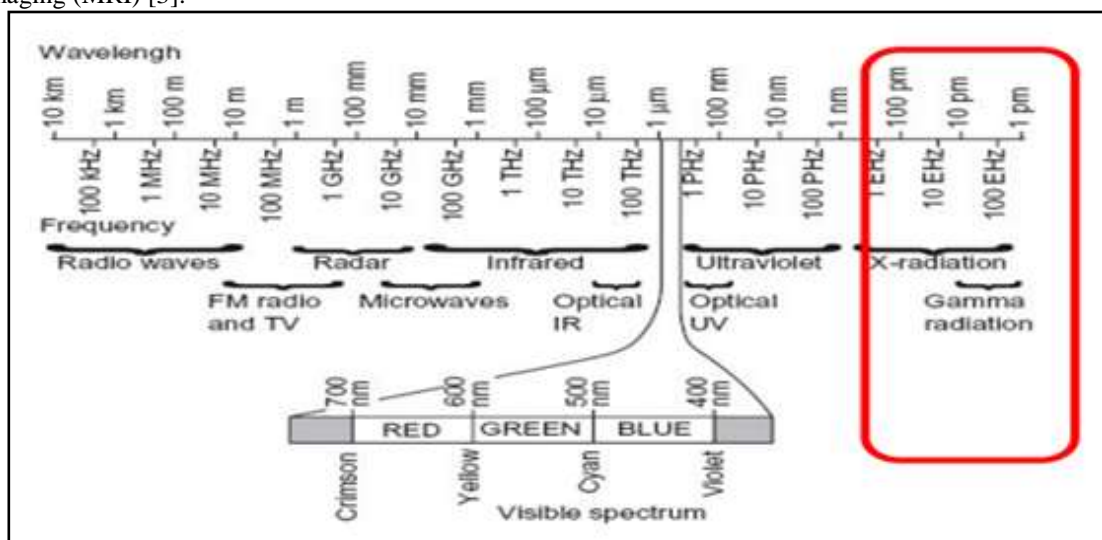 aging (MRI) [3].
Wavelengh
10 km 1 km 100 m 10 m 1 m 100 mm 10 mm 1 mm 100 µm 10 µm 1 µm 100 nm 10 nm 1 nm 100 pm 10 pm 1 pm
100 kHz 1 MHz 10 MHz 100 MHz 1 GHz 10 GHz 100 GHz 1 THz 10 THz 100 THz 1 PHz 10 PHz 100 PHz 1 EHz 10 EHz 100 EHz
Frequency
Radio waves Radar Infrared Ultraviolet X-radiation
FM radio Microwaves Optical Optical Gamma
and TV IR UV radiation
700 nm 600 nm 500 nm 400 nm
RED GREEN BLUE
Crimson Yellow Cyan Violet
Visible spectrum